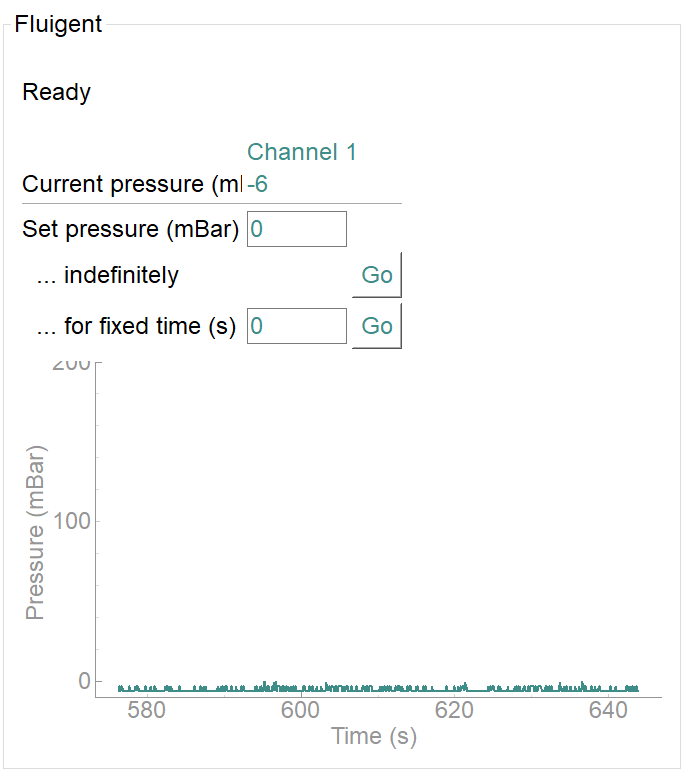 Fluigent
Ready
Channel 1
Current pressure (ml -6
Set pressure (mBar) 0
... indefinitely Go
... for fixed time (s) 0 Go
200
Pressure (mBar)
100
0
580 600 620 640
Time (s)